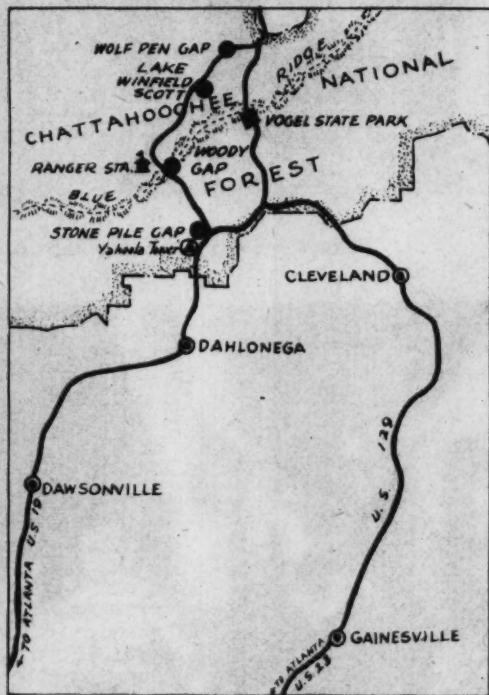 WOLF PEN GAP
LAKE
WINFIELD
SCOTT
RIDGE
NATIONAL
CHATTAHOOCHEE
VOGEL STATE PARK
RANGER STA.
WOODY
GAP
FOREST
BLUE
STONE PILE GAP
Yahoola Tower
CLEVELAND
DAHLONEGA
U.S. 129
DAWSONVILLE
← TO ATLANTA U.S. 19
GAINESVILLE
← TO ATLANTA
U.S. 23